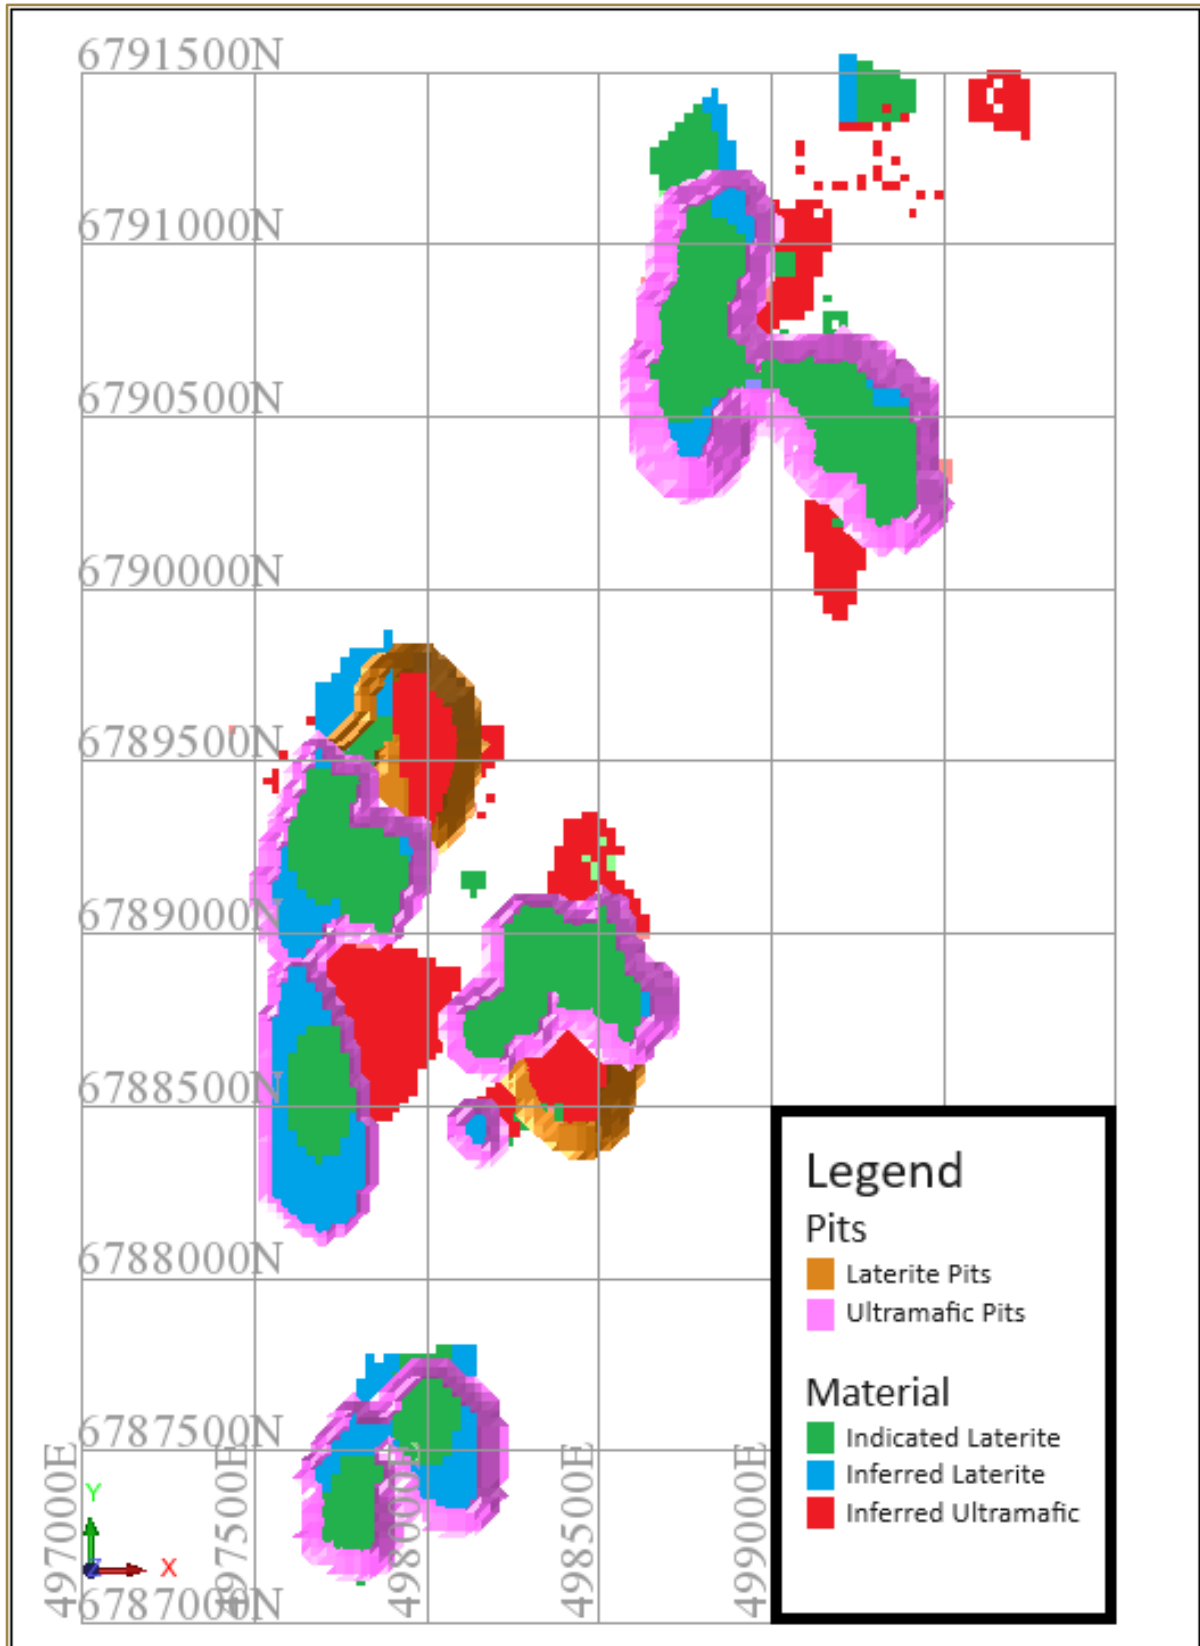 6791500N
6791000N
6790500N
6790000N
6789500N
6789000N
6788500N
6788000N
6787500N
6787000N
497000E
497500E
498000E
498500E
499000E
Y
X
Z
Legend
Pits
Laterite Pits
Ultramafic Pits
Material
Indicated Laterite
Inferred Laterite
Inferred Ultramafic